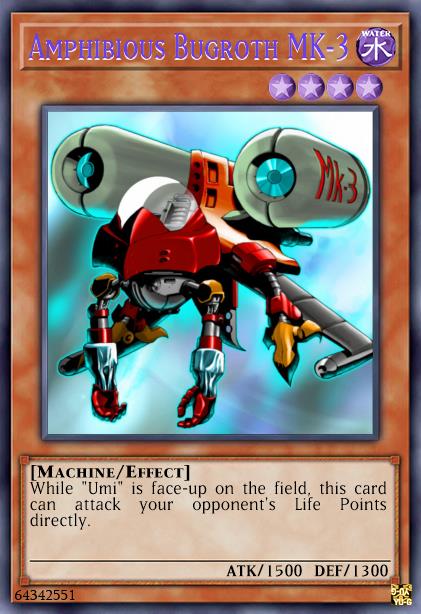 AMPHIBIOUS BUGROTH MK-3
WATER
水
Mk-3
[MACHINE/EFFECT]
While "Umi" is face-up on the field, this card
can attack your opponent's Life Points
directly.
ATK/1500 DEF/1300
64342551